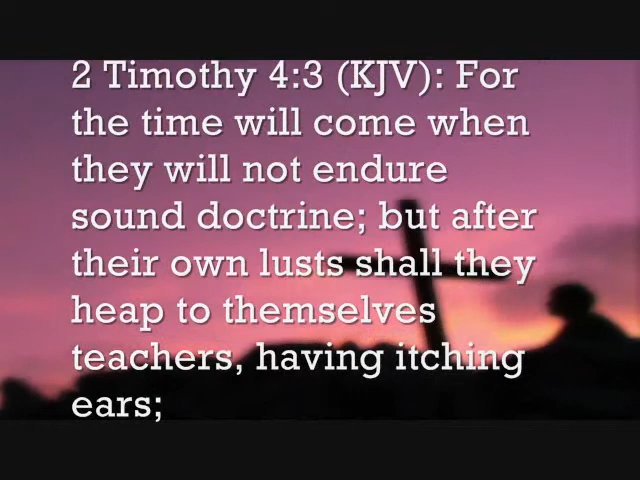 2 Timothy 4:3 (KJV): For
the time will come when
they will not endure
sound doctrine; but after
their own lusts shall they
heap to themselves
teachers, having itching
ears;